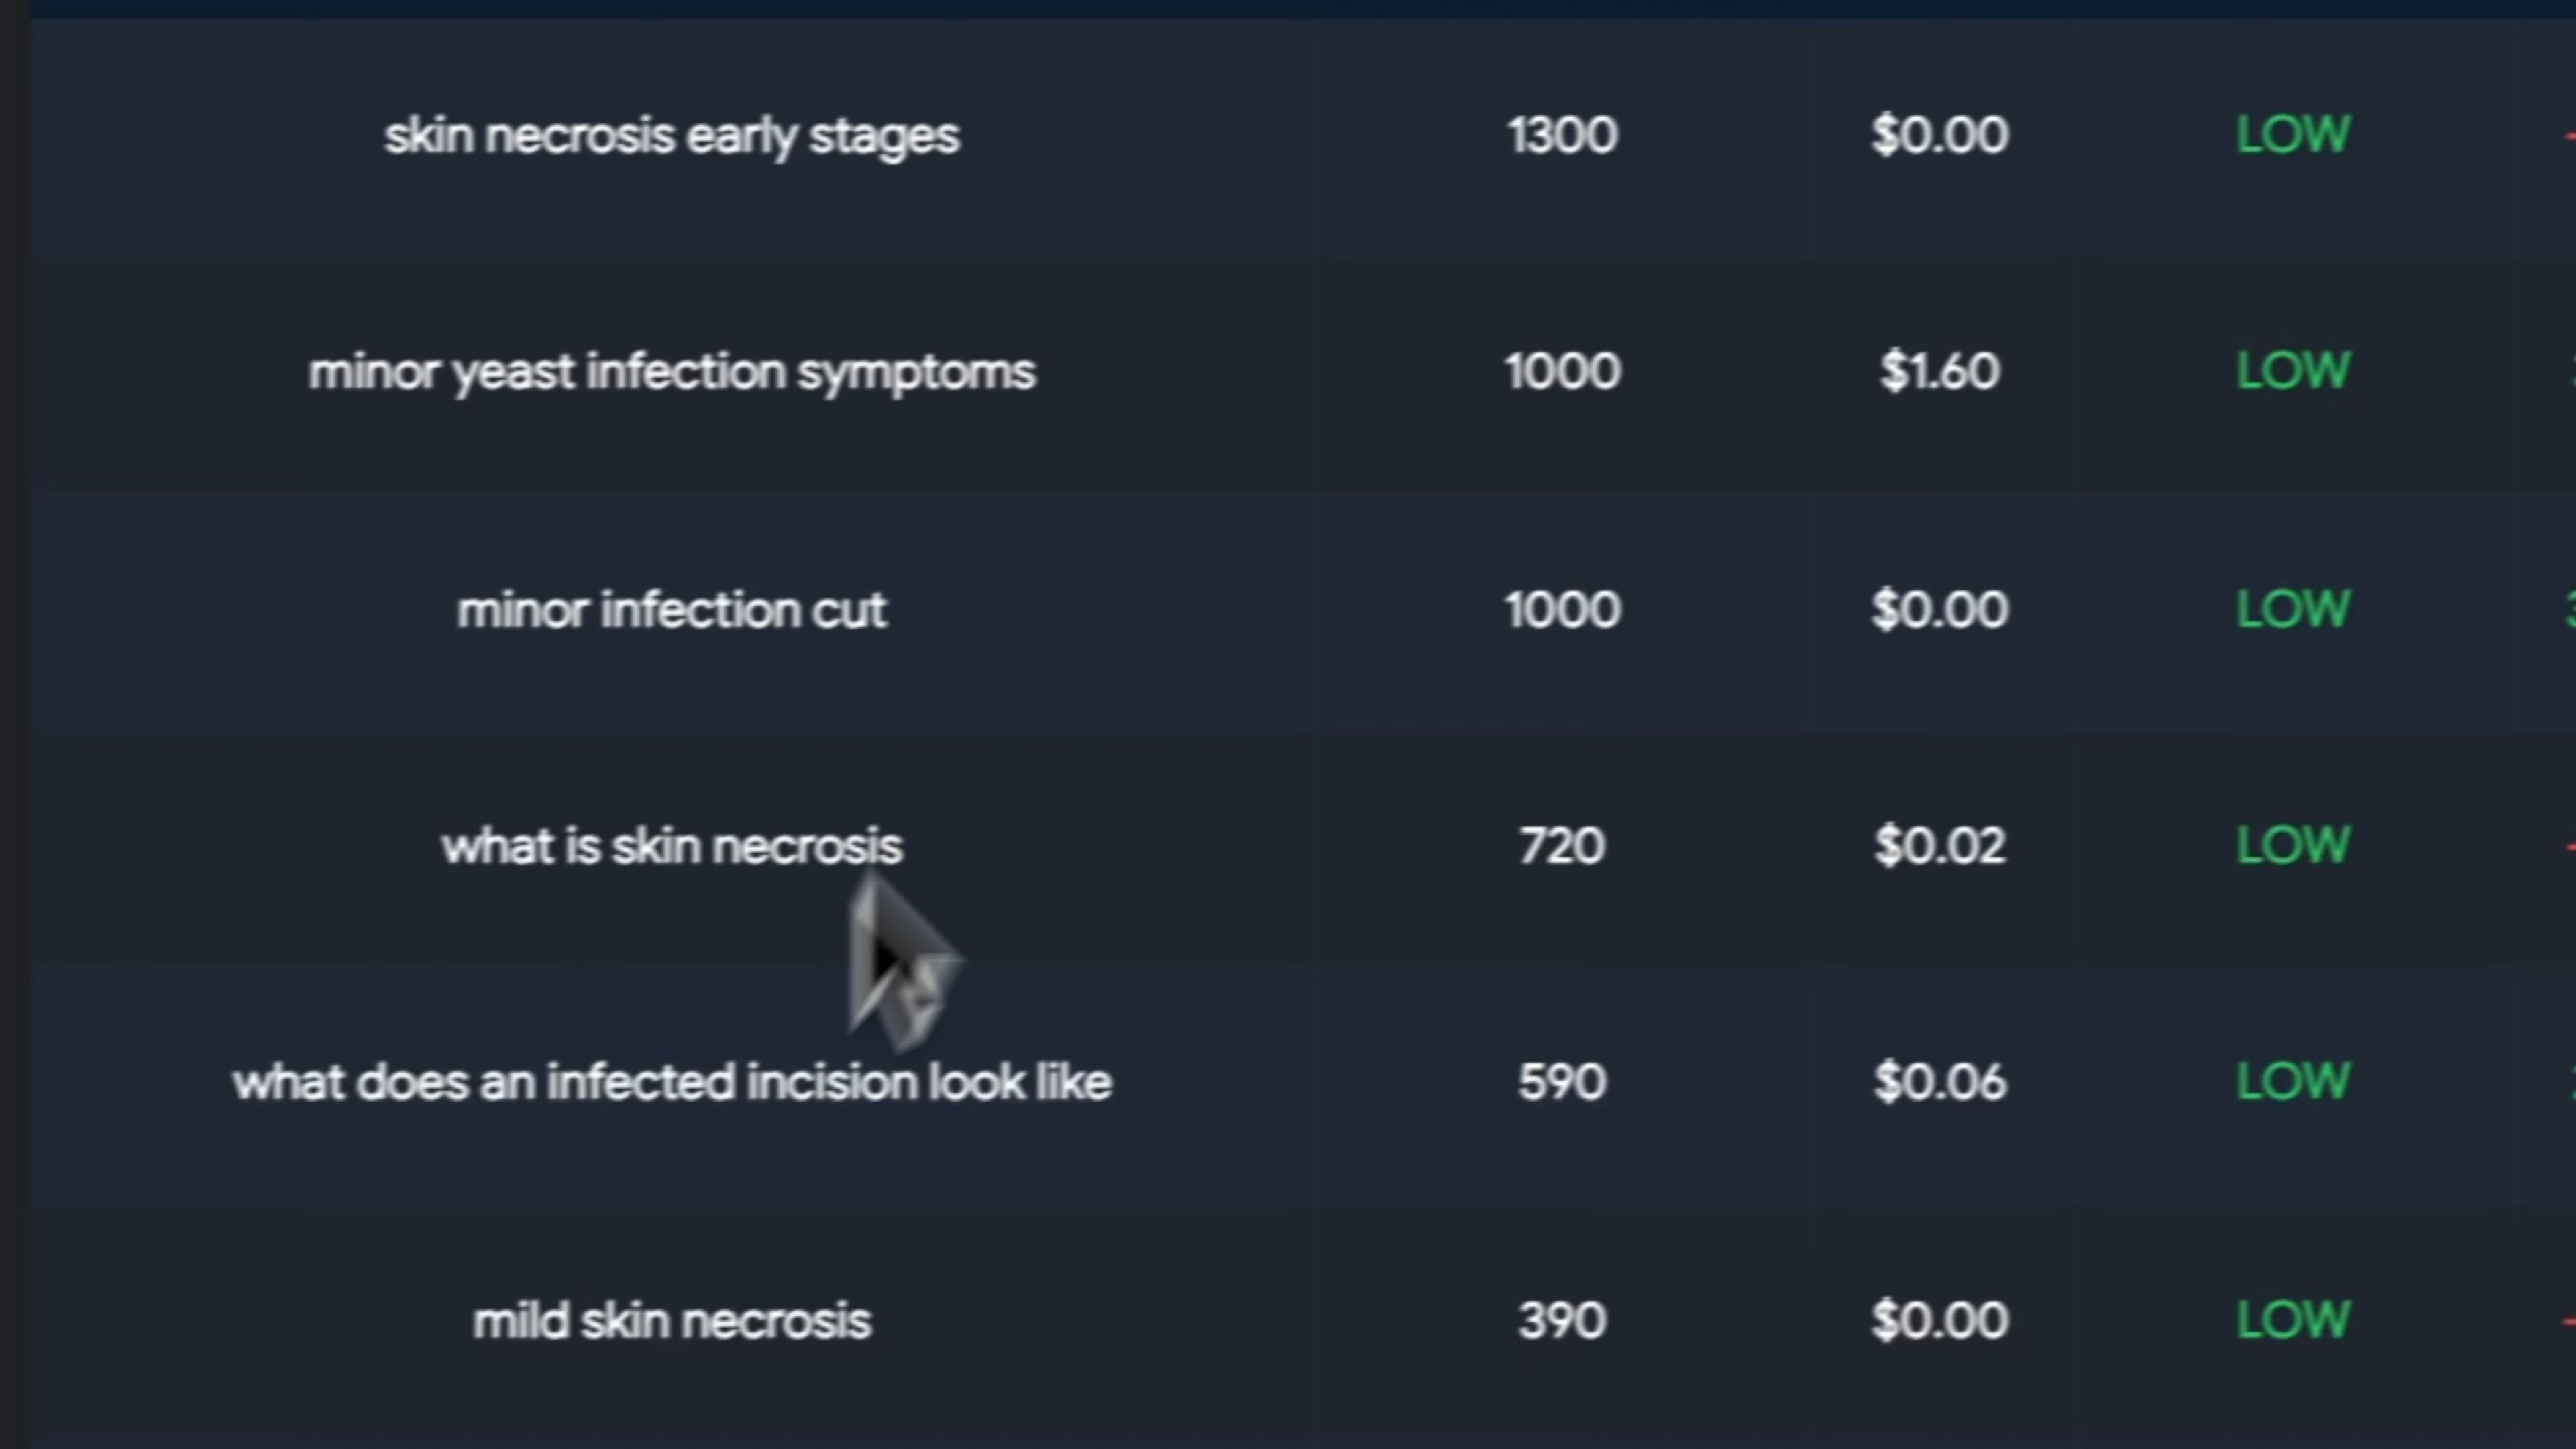 skin necrosis early stages 1300 $0.00 LOW
minor yeast infection symptoms 1000 $1.60 LOW
minor infection cut 1000 $0.00 LOW
what is skin necrosis 720 $0.02 LOW
what does an infected incision look like 590 $0.06 LOW
mild skin necrosis 390 $0.00 LOW